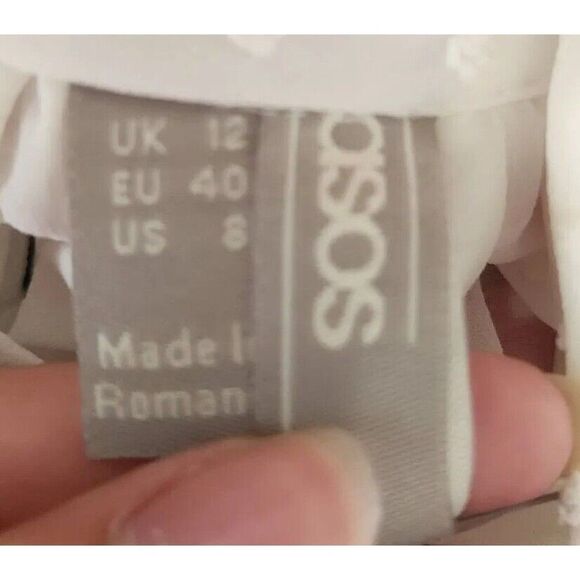 UK 12
EU 40
US 8
Made I
Roman
asos